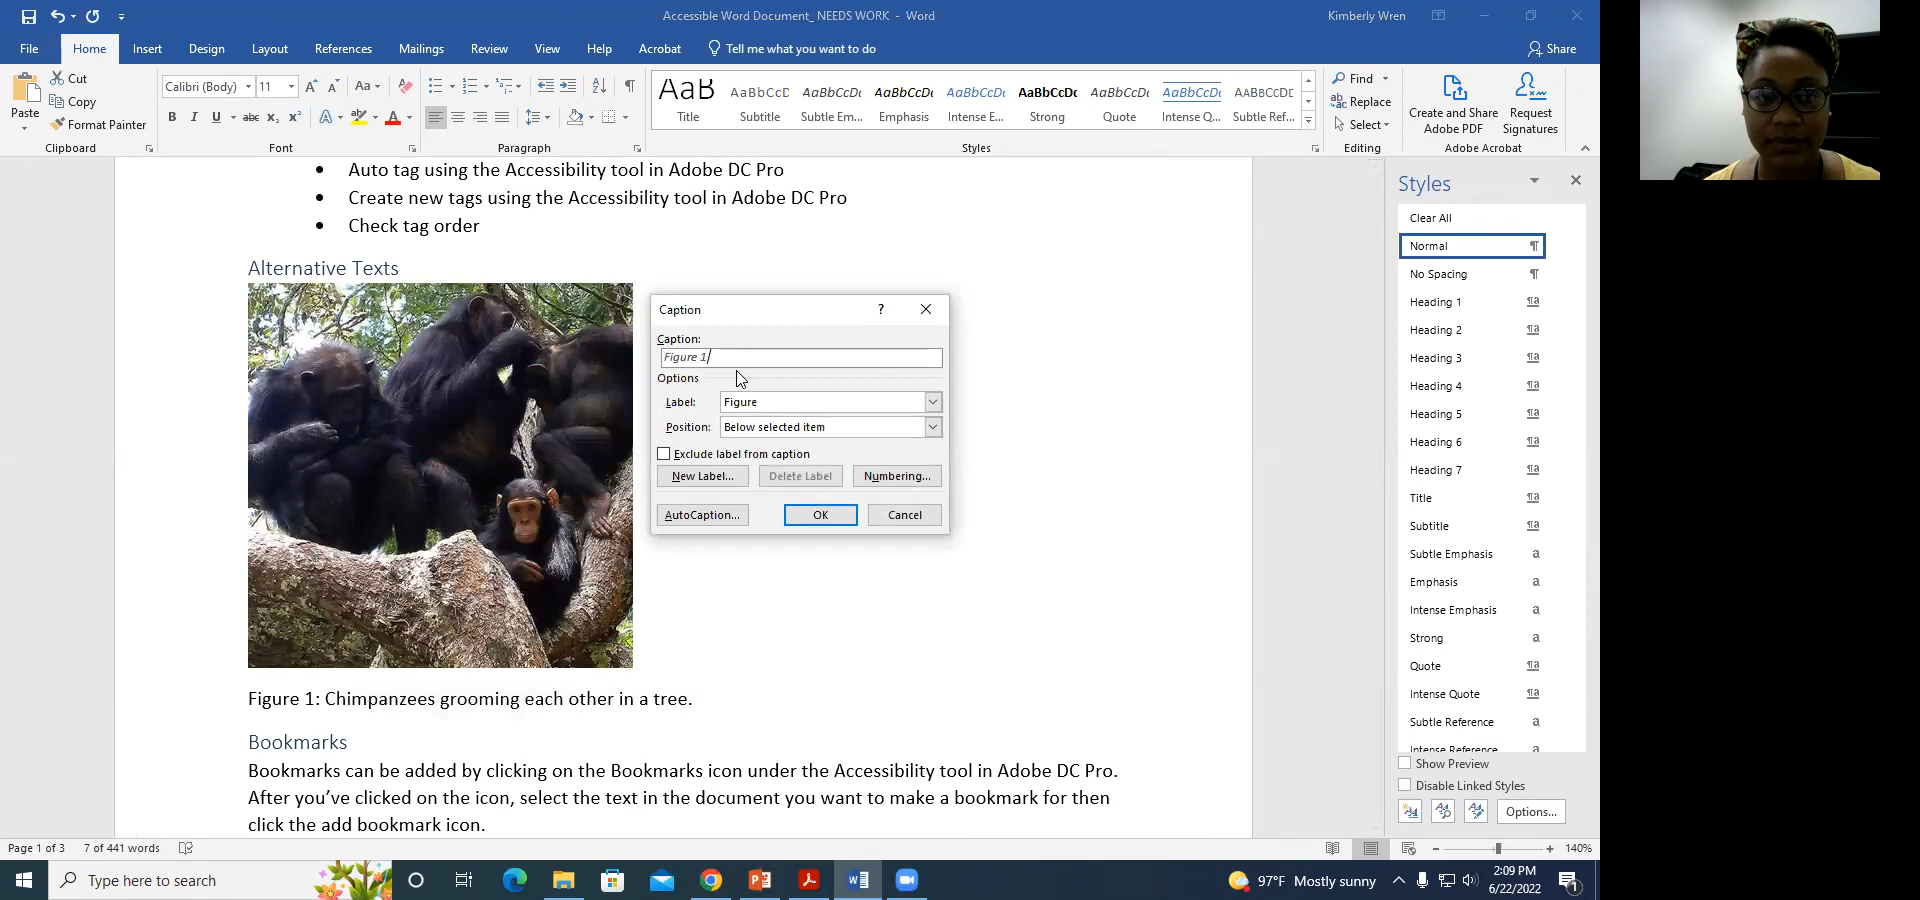 Accessible Word Document_ NEEDS WORK - Word
Kimberly Wren
File Home Insert Design Layout References Mailings Review View Help Acrobat Tell me what you want to do Share
Cut
Copy
Format Painter
Paste
Clipboard
Calibri (Body) 11
Aa
B I U abc x₂ x²
A A
Font
Paragraph
AaB AaBbCcD AaBbCcDc AaBbCcDc AaBbCcDc AaBbCcDc AaBbCcDc AaBbCcDc AABBCCDE
Title Subtitle Subtle Em... Emphasis Intense E... Strong Quote Intense Q... Subtle Ref...
Styles
Find
Replace
Select
Editing
Create and Share
Adobe PDF
Request
Signatures
Adobe Acrobat
• Auto tag using the Accessibility tool in Adobe DC Pro
• Create new tags using the Accessibility tool in Adobe DC Pro
• Check tag order
Alternative Texts
Caption ?
Caption:
Figure 1
Options
Label: Figure
Position: Below selected item
Exclude label from caption
New Label... Delete Label Numbering...
AutoCaption... OK Cancel
Figure 1: Chimpanzees grooming each other in a tree.
Bookmarks
Bookmarks can be added by clicking on the Bookmarks icon under the Accessibility tool in Adobe DC Pro.
After you’ve clicked on the icon, select the text in the document you want to make a bookmark for then
click the add bookmark icon.
Styles
Clear All
Normal
No Spacing
Heading 1
Heading 2
Heading 3
Heading 4
Heading 5
Heading 6
Heading 7
Title
Subtitle
Subtle Emphasis
Emphasis
Intense Emphasis
Strong
Quote
Intense Quote
Subtle Reference
Intense Reference
Show Preview
Disable Linked Styles
Options...
Page 1 of 3 7 of 441 words
140%
Type here to search
97°F Mostly sunny
2:09 PM
6/22/2022
1